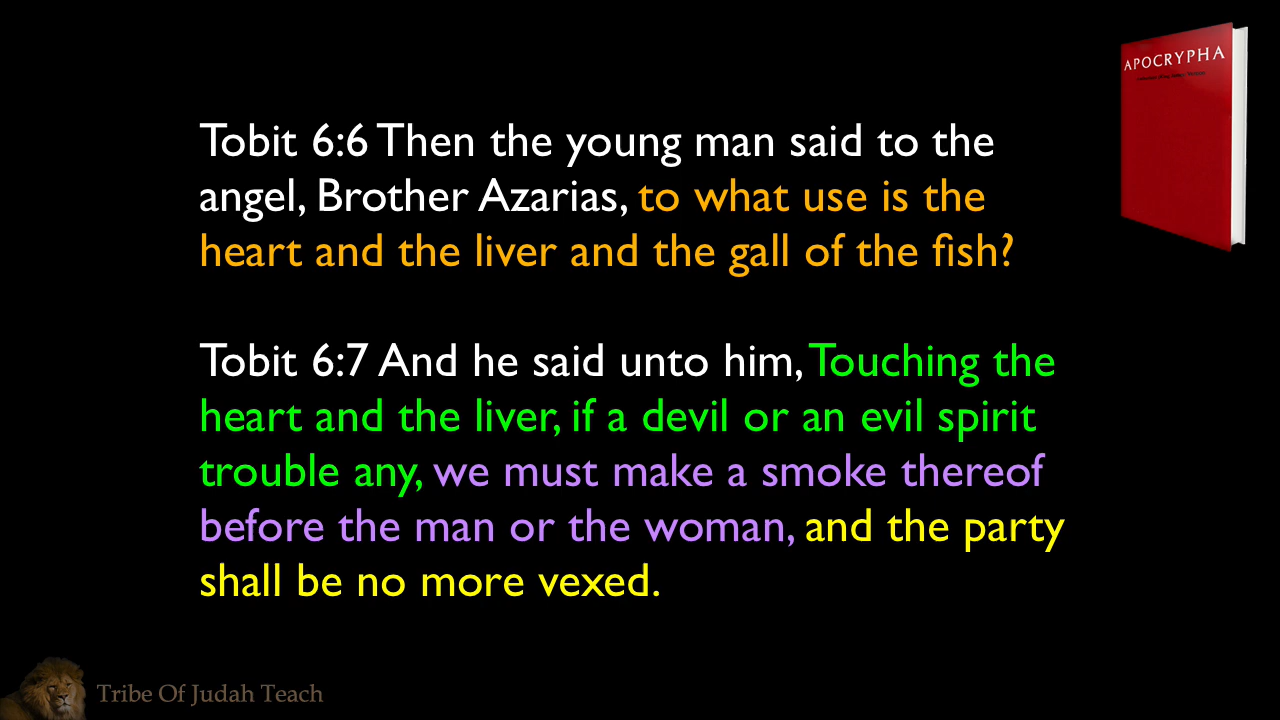 APOCRYPHA
Tobit 6:6 Then the young man said to the
angel, Brother Azarias, to what use is the
heart and the liver and the gall of the fish?
Tobit 6:7 And he said unto him, Touching the
heart and the liver, if a devil or an evil spirit
trouble any, we must make a smoke thereof
before the man or the woman, and the party
shall be no more vexed.
Tribe Of Judah Teach